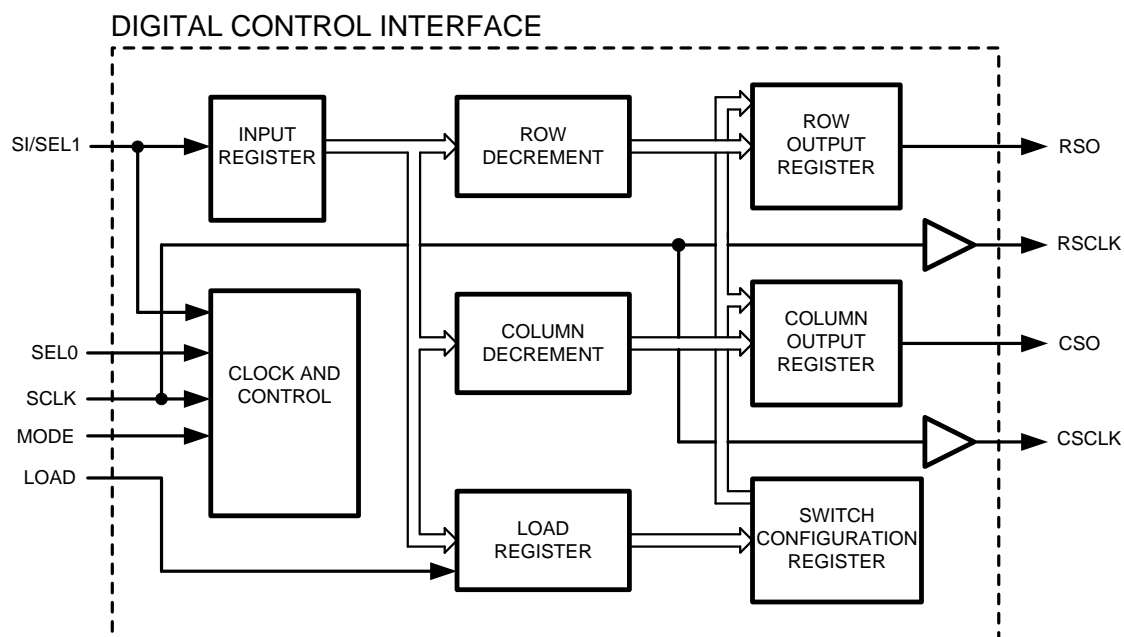 DIGITAL CONTROL INTERFACE
SI/SEL1
INPUT
REGISTER
ROW
DECREMENT
ROW
OUTPUT
REGISTER
RSO
RSCLK
SEL0
SCLK
MODE
LOAD
CLOCK AND
CONTROL
COLUMN
DECREMENT
COLUMN
OUTPUT
REGISTER
CSO
CSCLK
LOAD
REGISTER
SWITCH
CONFIGURATION
REGISTER